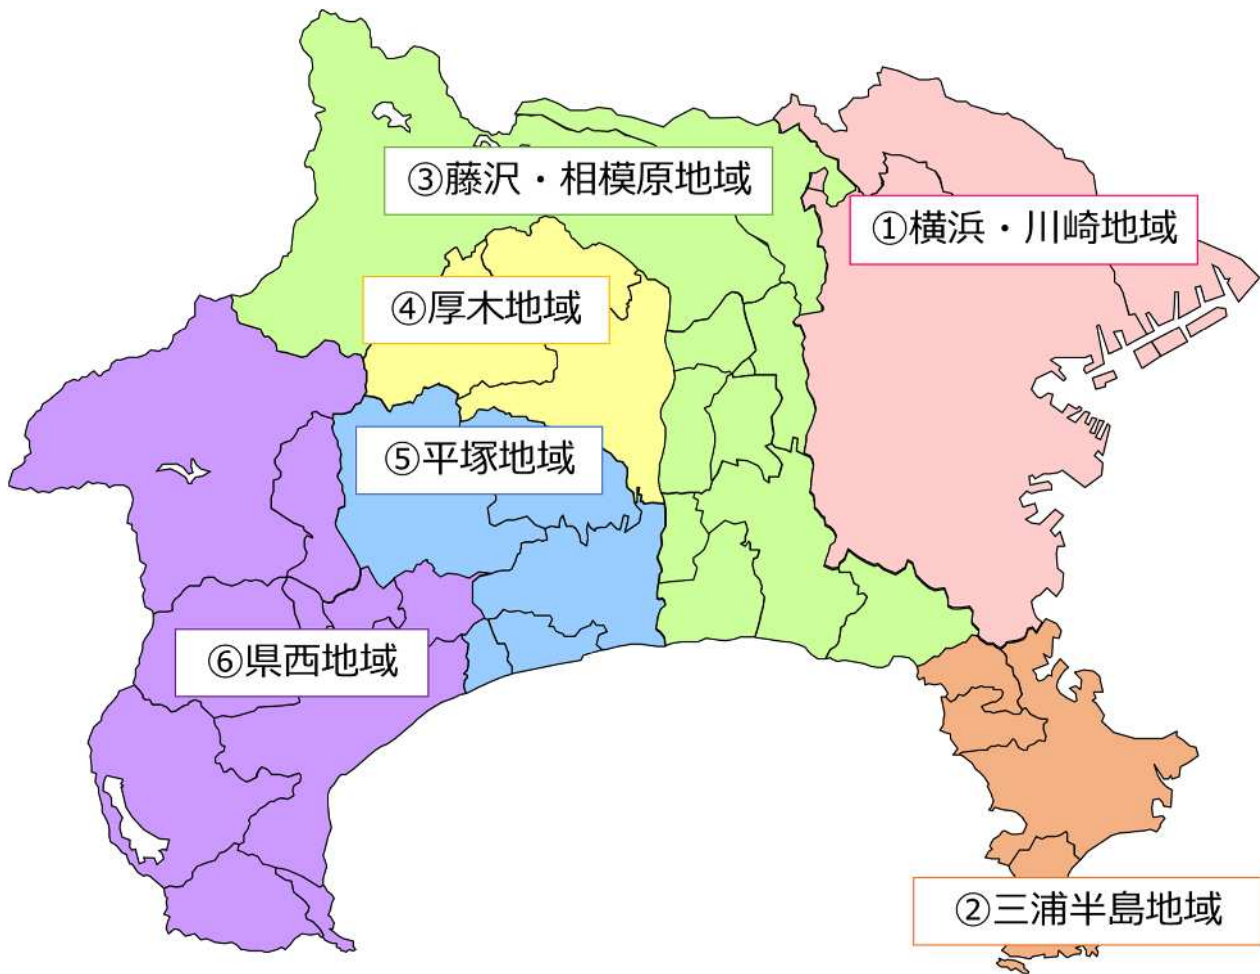 ③藤沢・相模原地域
①横浜・川崎地域
④厚木地域
⑤平塚地域
⑥県西地域
②三浦半島地域